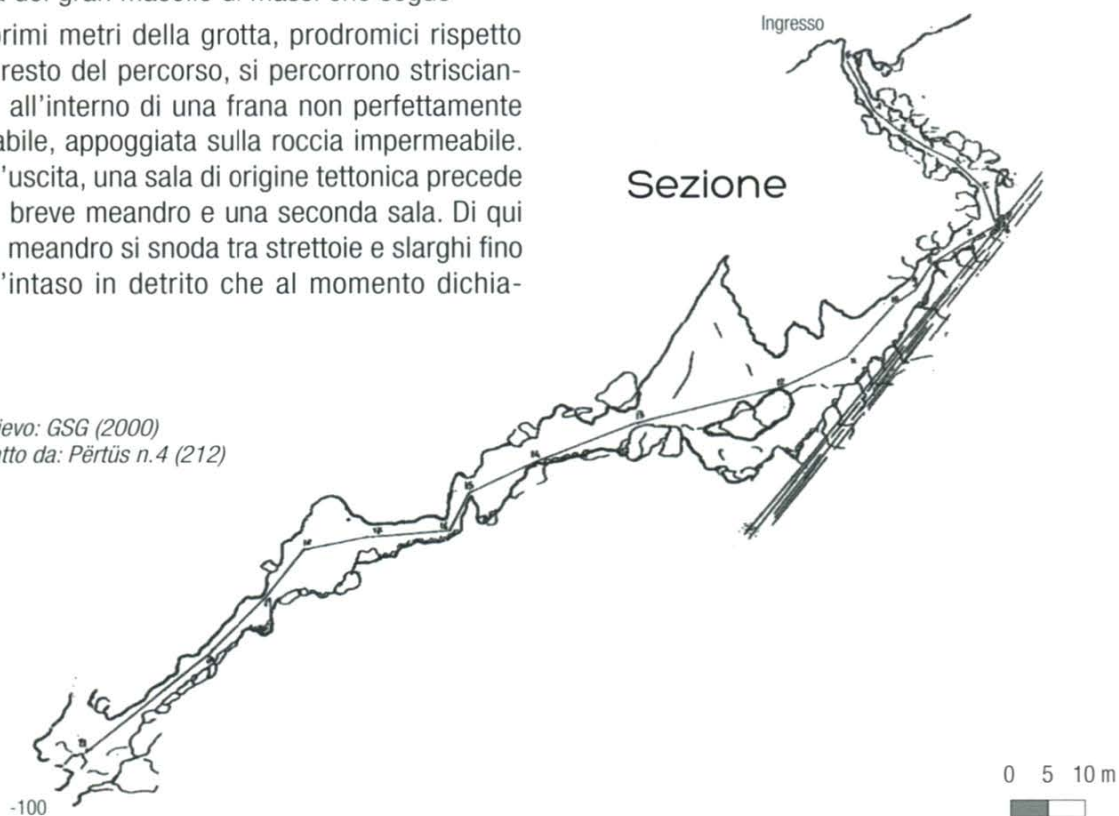 primi metri della grotta, prodromici rispetto
resto del percorso, si percorrono striscian-
all'interno di una frana non perfettamente
abile, appoggiata sulla roccia impermeabile.
'uscita, una sala di origine tettonica precede
breve meandro e una seconda sala. Di qui
meandro si snoda tra strettoie e slarghi fino
'intaso in detrito che al momento dichia-
ievo: GSG (2000)
tto da: Përtüs n.4 (212)
Ingresso
Sezione
-100
0 5 10 m